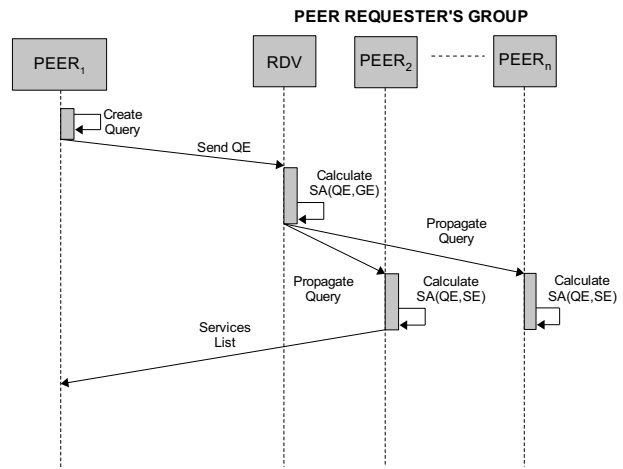 PEER REQUESTER'S GROUP
PEER1
RDV
PEER2
PEERn
Create
Query
Send QE
Calculate
SA(QE,GE)
Propagate
Query
Propagate
Query
Calculate
SA(QE,SE)
Calculate
SA(QE,SE)
Services
List